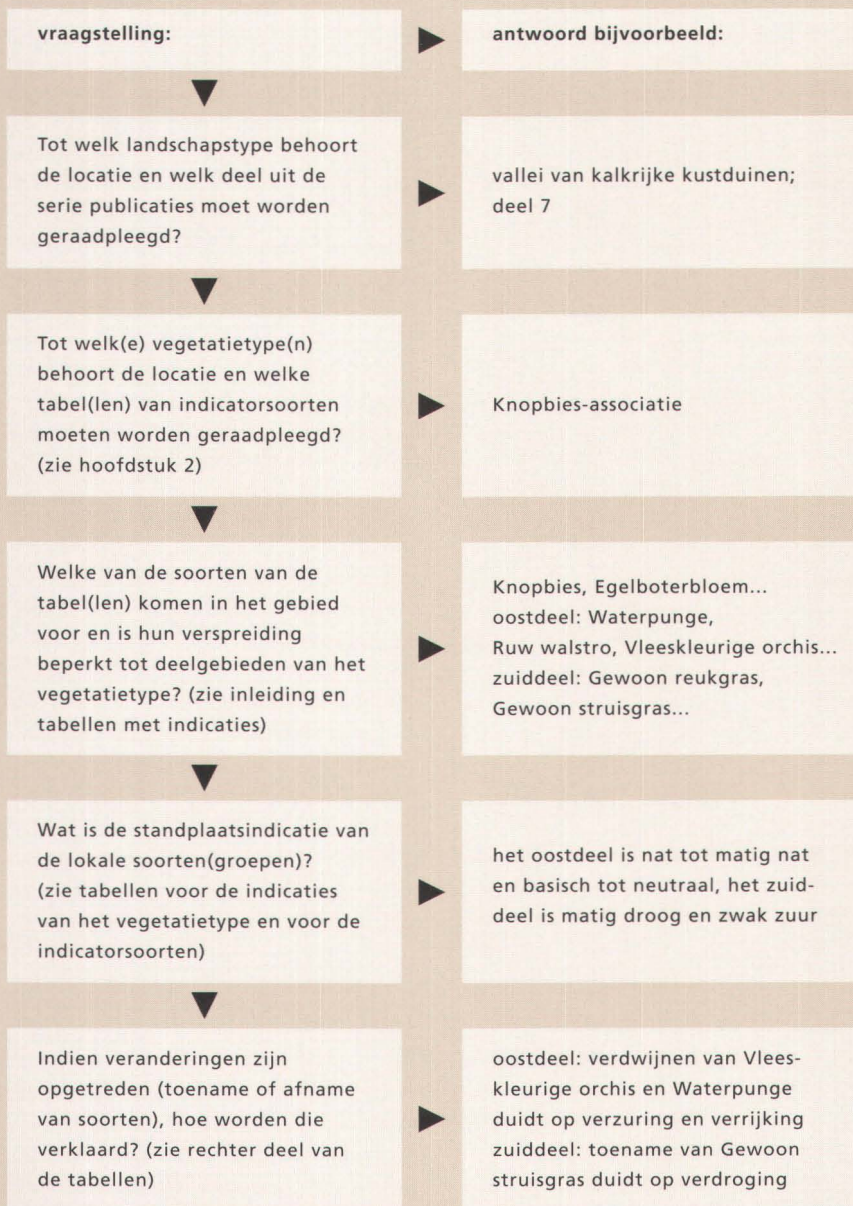 vraagstelling:
antwoord bijvoorbeeld:
Tot welk landschapstype behoort
de locatie en welk deel uit de
serie publicaties moet worden
geraadpleegd?
vallei van kalkrijke kustduinen;
deel 7
Tot welk(e) vegetatietype(n)
behoort de locatie en welke
tabel(len) van indicatorsoorten
moeten worden geraadpleegd?
(zie hoofdstuk 2)
Knopbies-associatie
Welke van de soorten van de
tabel(len) komen in het gebied
voor en is hun verspreiding
beperkt tot deelgebieden van het
vegetatietype? (zie inleiding en
tabellen met indicaties)
Knopbies, Egelboterbloem...
oostdeel: Waterpunge,
Ruw walstro, Vleeskleurige orchis...
zuiddeel: Gewoon reukgras,
Gewoon struisgras...
Wat is de standplaatsindicatie van
de lokale soorten(groepen)?
(zie tabellen voor de indicaties
van het vegetatietype en voor de
indicatorsoorten)
het oostdeel is nat tot matig nat
en basisch tot neutraal, het zuid-
deel is matig droog en zwak zuur
Indien veranderingen zijn
opgetreden (toename of afname
van soorten), hoe worden die
verklaard? (zie rechter deel van
de tabellen)
oostdeel: verdwijnen van Vlees-
kleurige orchis en Waterpunge
duidt op verzuring en verrijking
zuiddeel: toename van Gewoon
struisgras duidt op verdroging